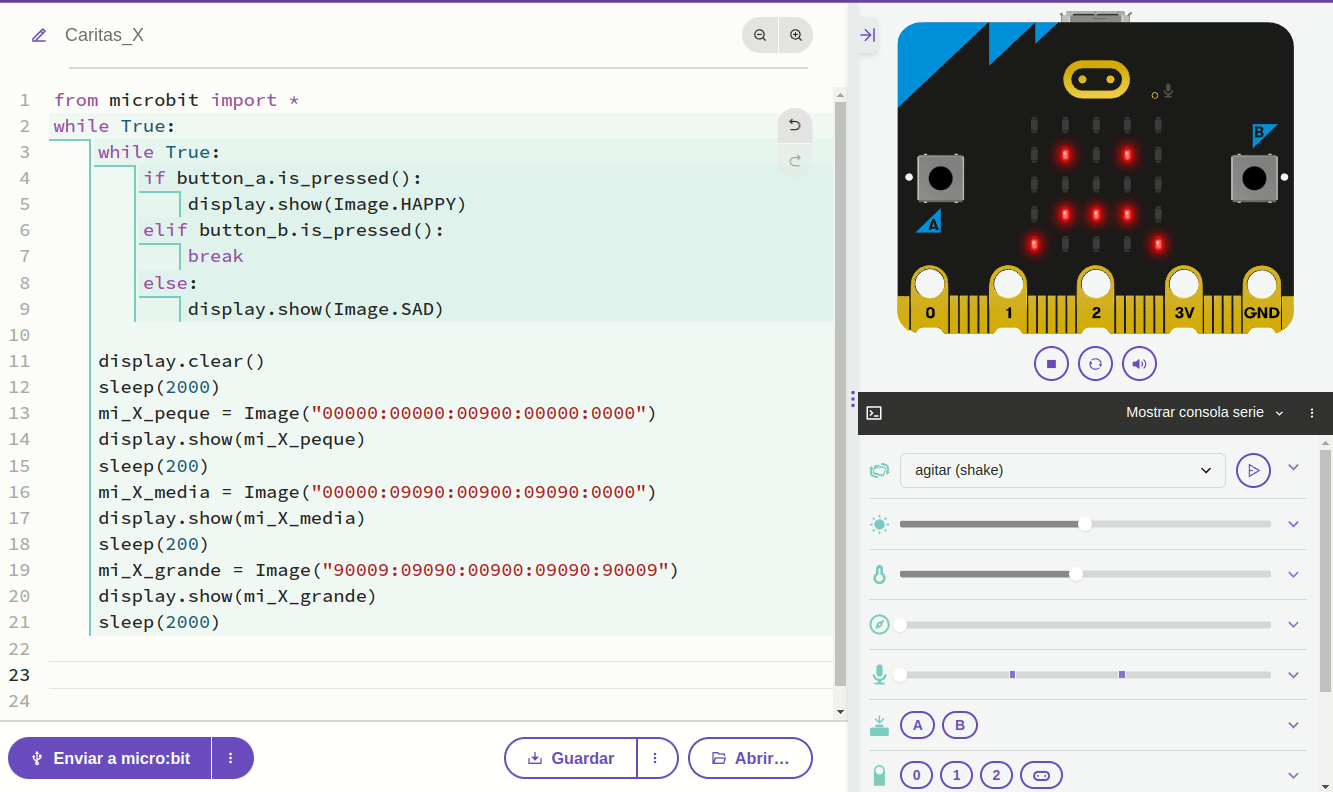 Caritas_X
1 from microbit import *
2 while True:
3 while True:
4 if button_a.is_pressed():
5 display.show(Image.HAPPY)
6 elif button_b.is_pressed():
7 break
8 else:
9 display.show(Image.SAD)
10
11 display.clear()
12 sleep(2000)
13 mi_X_peque = Image("00000:00000:00900:00000:0000")
14 display.show(mi_X_peque)
15 sleep(200)
16 mi_X_media = Image("00000:09090:00900:09090:0000")
17 display.show(mi_X_media)
18 sleep(200)
19 mi_X_grande = Image("90009:09090:00900:09090:90009")
20 display.show(mi_X_grande)
21 sleep(2000)
22
23
24
Enviar a micro:bit
Guardar
Abrir...
B
A
0 1 2 3V GND
Mostrar consola serie
agitar (shake)
A B
0 1 2